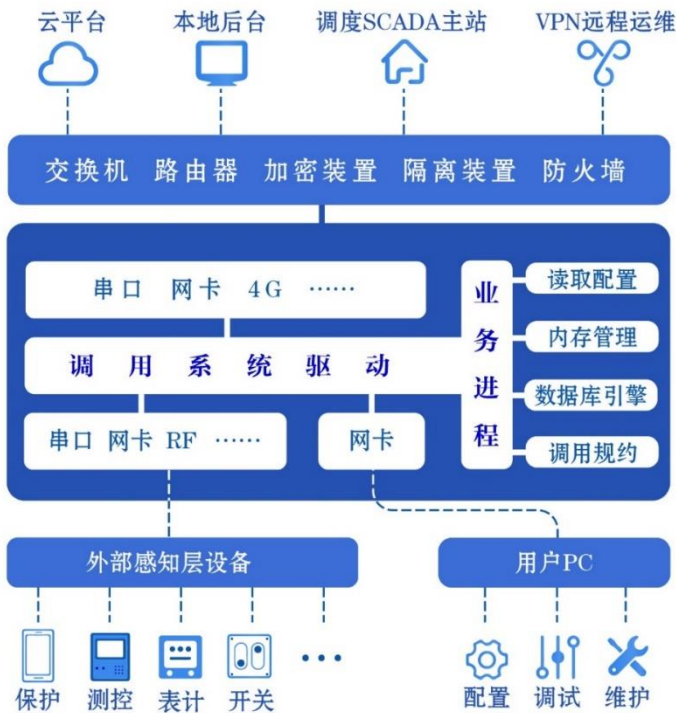 云平台 本地后台 调度SCADA主站 VPN远程运维
交换机 路由器 加密装置 隔离装置 防火墙
串口 网卡 4G ……
调用系统驱动
串口 网卡 RF ……
网卡
业务进程
读取配置
内存管理
数据库引擎
调用规约
外部感知层设备
用户PC
保护 测控 表计 开关
配置 调试 维护